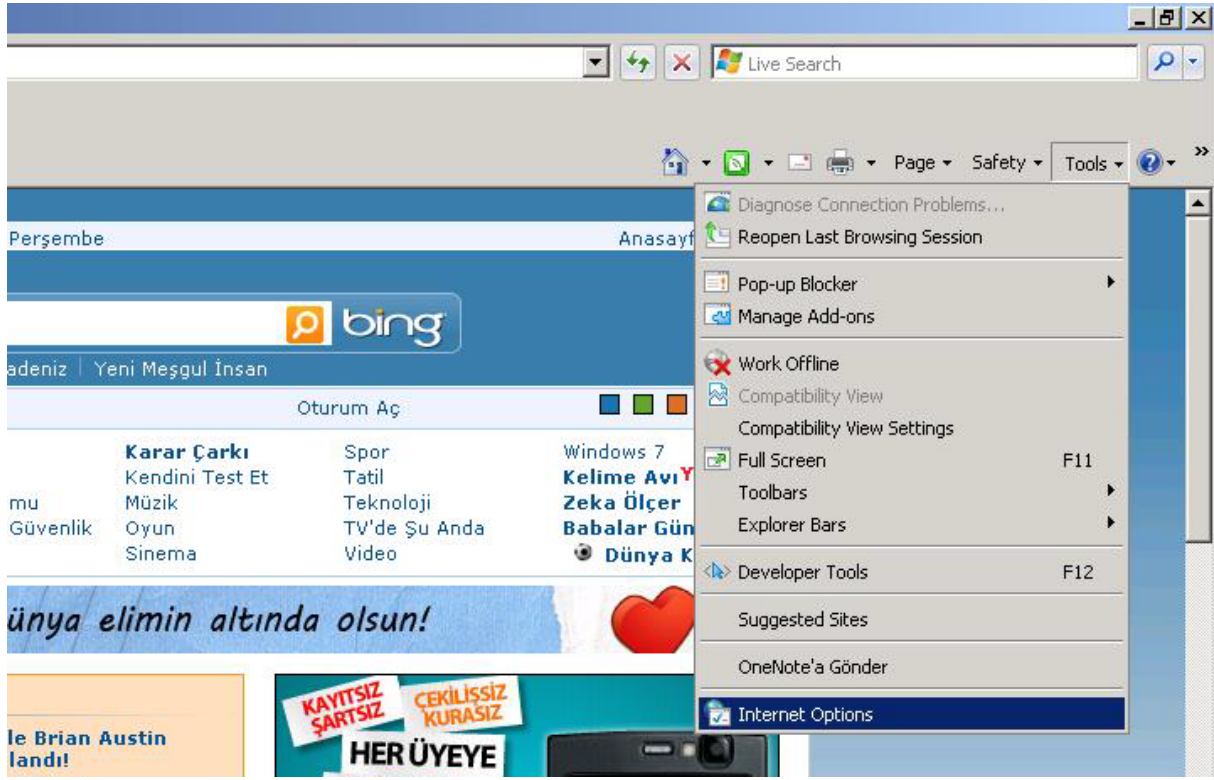 Live Search
Page
Safety
Tools
»
Diagnose Connection Problems...
Reopen Last Browsing Session
Pop-up Blocker
Manage Add-ons
Work Offline
Compatibility View
Compatibility View Settings
Full Screen F11
Toolbars
Explorer Bars
Developer Tools F12
Suggested Sites
OneNote'a Gönder
Internet Options
Perşembe
Anasayf
bing
adeniz | Yeni Meşgul İnsan
Oturum Aç
Karar Çarkı Spor Windows 7
Kendini Test Et Tatil Kelime Avı Y
mu Müzik Teknoloji Zeka Ölçer
Güvenlik Oyun TV'de Şu Anda Babalar Gün
Sinema Video Dünya K
ünya elimin altında olsun!
le Brian Austin
landı!
KAYITSIZ
ŞARTSIZ
ÇEKİLİŞSİZ
KURASIZ
HER ÜYEYE